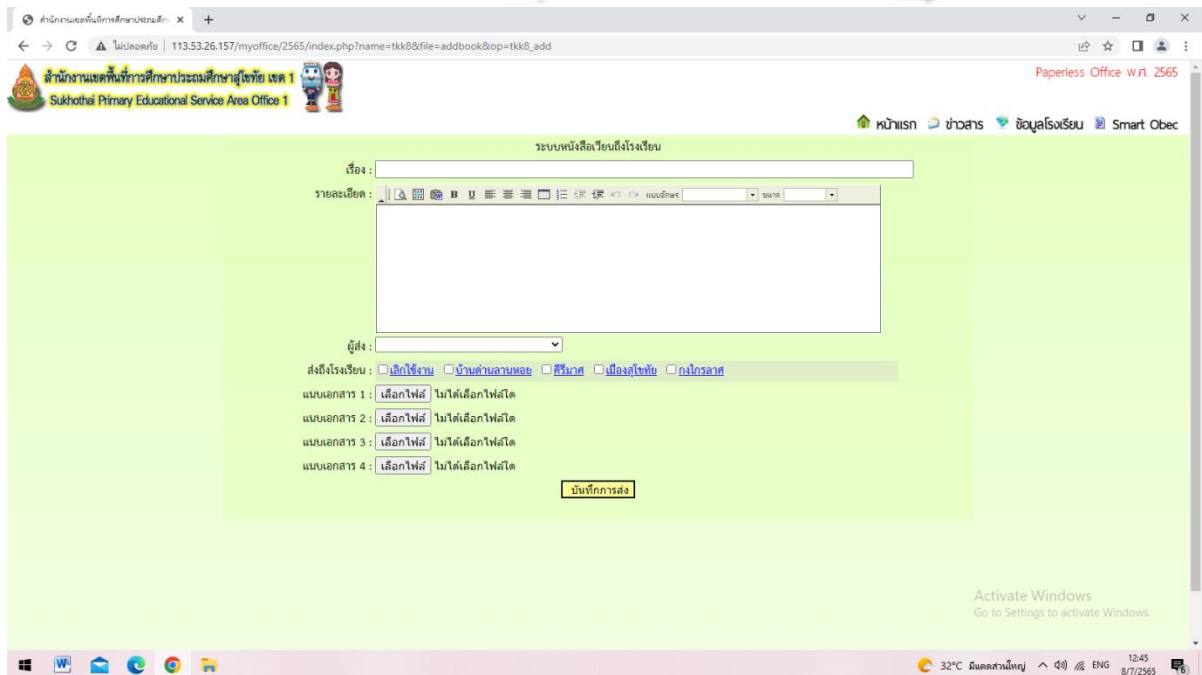 สำนักงานเขตพื้นที่การศึกษาประถมศึก
ไม่ปลอดภัย | 113.53.26.157/myoffice/2565/index.php?name=tkk8&file=addbook&op=tkk8_add
สำนักงานเขตพื้นที่การศึกษาประถมศึกษาสุโขทัย เขต 1
Sukhothai Primary Educational Service Area Office 1
Paperless Office พ.ศ. 2565
หน้าแรก ข่าวสาร ข้อมูลโรงเรียน Smart Obec
ระบบหนังสือเวียนถึงโรงเรียน
เรื่อง :
รายละเอียด : B U แบบอักษร ขนาด
ผู้ส่ง :
ส่งถึงโรงเรียน : เลิกใช้งาน บ้านด่านลานหอย คีรีมาศ เมืองสุโขทัย กงไกรลาศ
แนบเอกสาร 1 : เลือกไฟล์ ไม่ได้เลือกไฟล์ใด
แนบเอกสาร 2 : เลือกไฟล์ ไม่ได้เลือกไฟล์ใด
แนบเอกสาร 3 : เลือกไฟล์ ไม่ได้เลือกไฟล์ใด
แนบเอกสาร 4 : เลือกไฟล์ ไม่ได้เลือกไฟล์ใด
บันทึกการส่ง
Activate Windows
Go to Settings to activate Windows.
32°C มีแดดส่วนใหญ่ ENG 12:45
8/7/2565